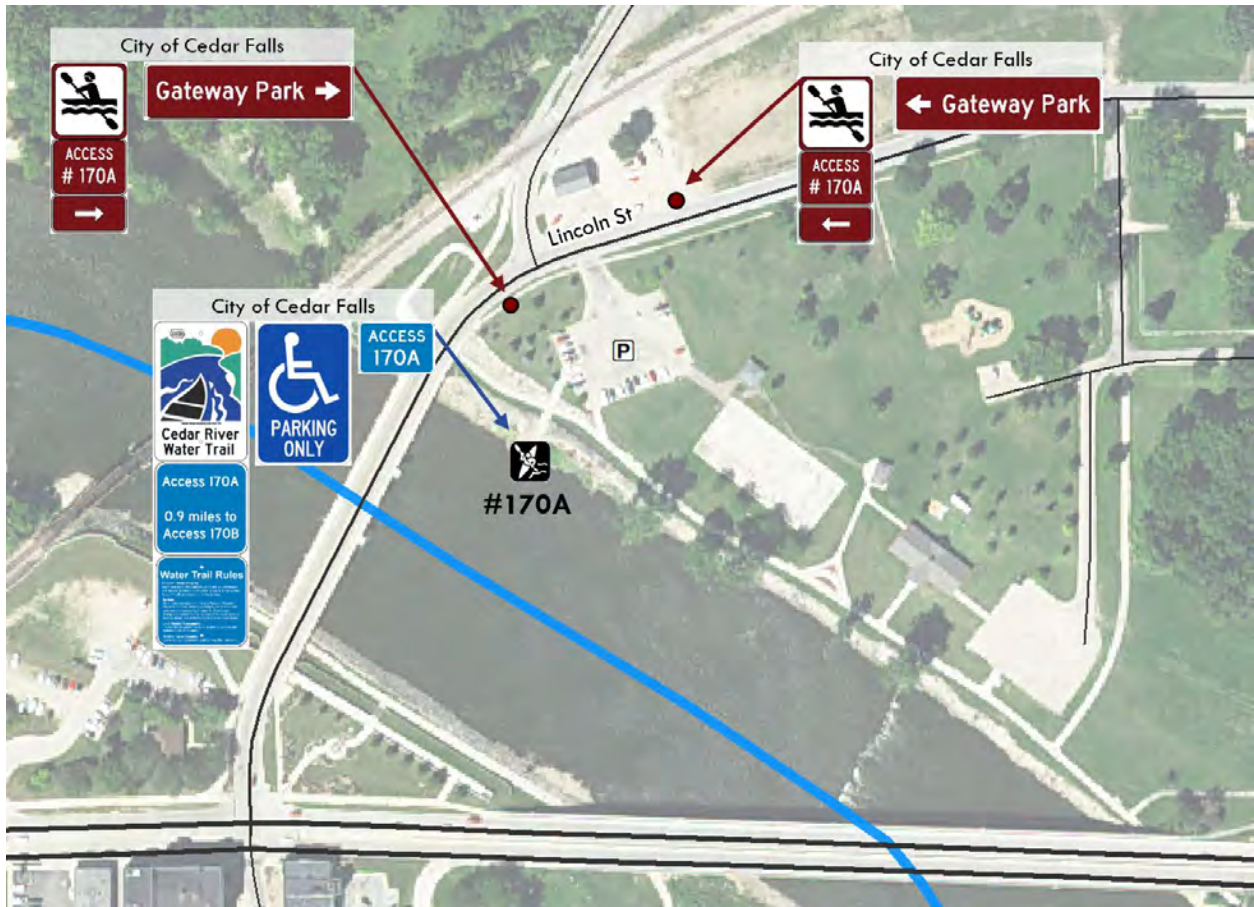 City of Cedar Falls
Gateway Park
ACCESS
# 170A
City of Cedar Falls
Gateway Park
ACCESS
# 170A
Lincoln St
City of Cedar Falls
Cedar River
Water Trail
PARKING
ONLY
ACCESS
170A
Access 170A
0.9 miles to
Access 170B
Water Trail Rules
P
#170A